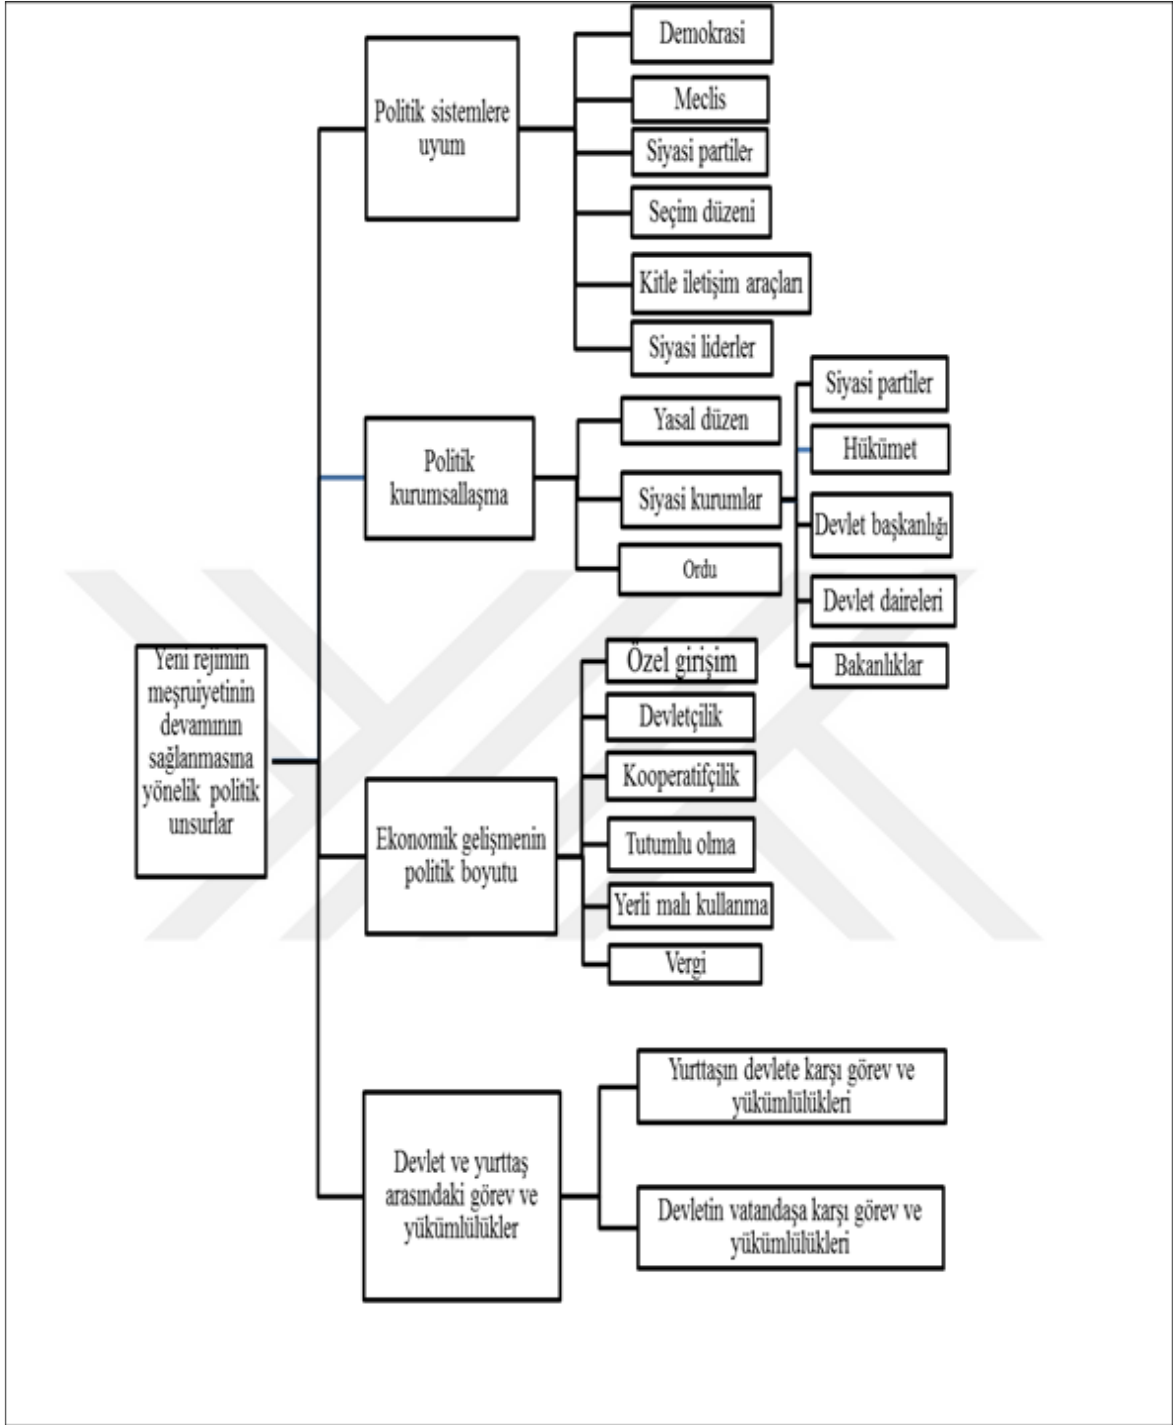 Yeni rejimin
meşruiyetinin
devamının
sağlanmasına
yönelik politik
unsurlar
Politik sistemlere
uyum
Demokrasi
Meclis
Siyasi partiler
Seçim düzeni
Kitle iletişim araçları
Siyasi liderler
Politik
kurumsallaşma
Yasal düzen
Siyasi kurumlar
Siyasi partiler
Hükümet
Devlet başkanlığı
Devlet daireleri
Bakanlıklar
Ordu
Ekonomik gelişmenin
politik boyutu
Özel girişim
Devletçilik
Kooperatifçilik
Tutumlu olma
Yerli malı kullanma
Vergi
Devlet ve yurttaş
arasındaki görev ve
yükümlülükler
Yurttaşın devlete karşı görev ve
yükümlülükleri
Devletin vatandaşa karşı görev ve
yükümlülükleri